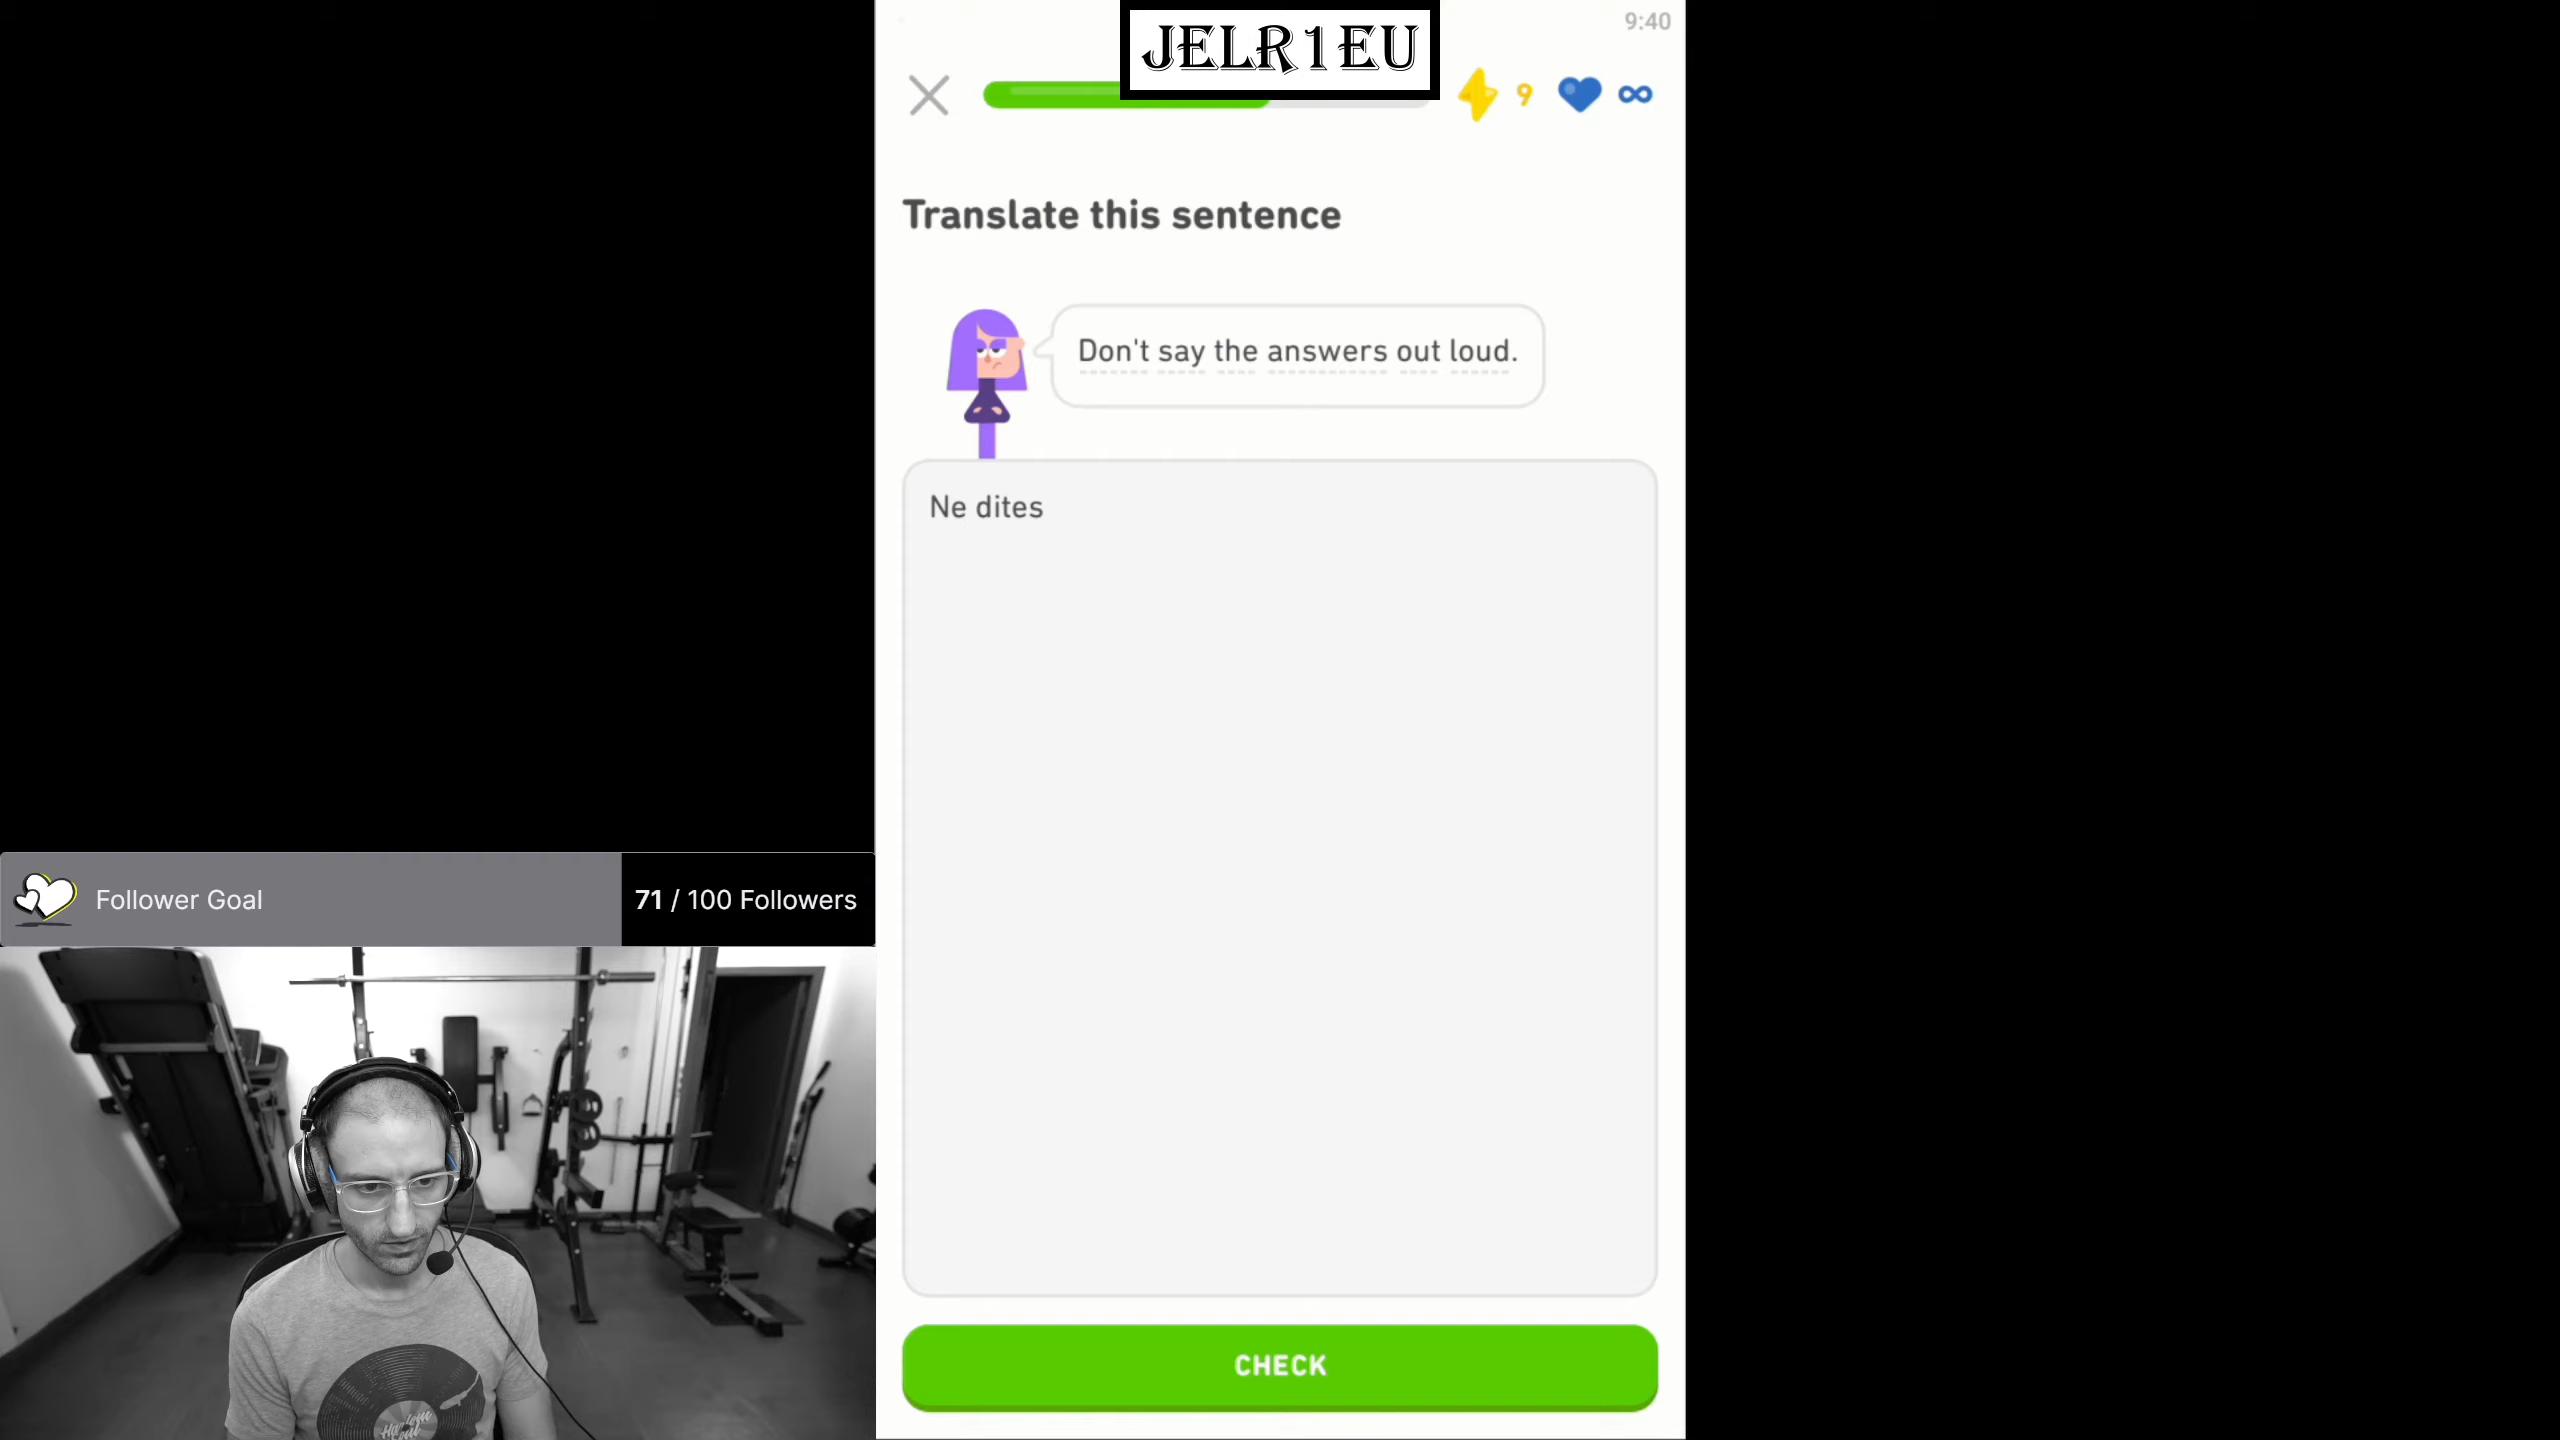 JELR1EU
9:40
9
Translate this sentence
Don't say the answers out loud.
Ne dites
Follower Goal
71 / 100 Followers
CHECK